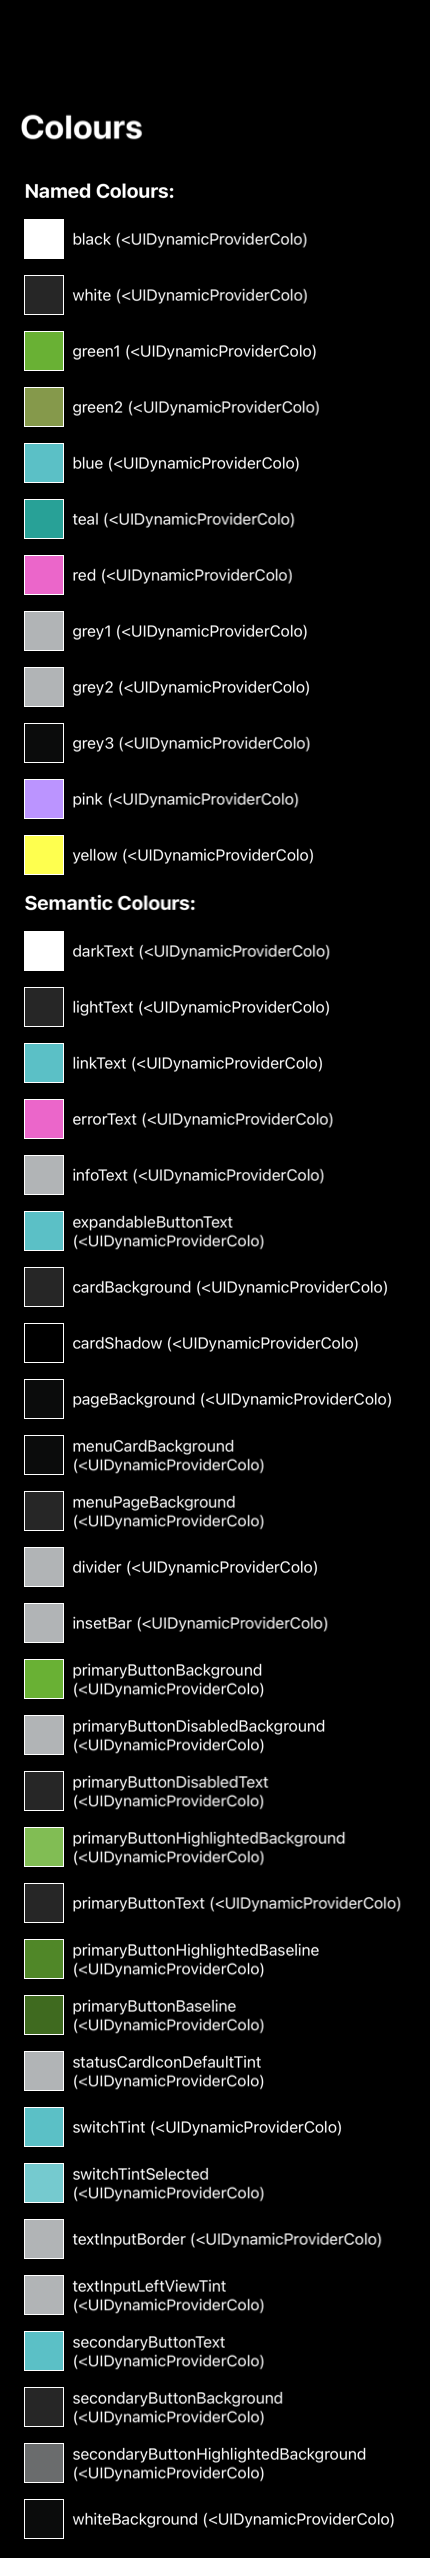 Colours
Named Colours:
black (<UIDynamicProviderColo)
white (<UIDynamicProviderColo)
green1 (<UIDynamicProviderColo)
green2 (<UIDynamicProviderColo)
blue (<UIDynamicProviderColo)
teal (<UIDynamicProviderColo)
red (<UIDynamicProviderColo)
grey1 (<UIDynamicProviderColo)
grey2 (<UIDynamicProviderColo)
grey3 (<UIDynamicProviderColo)
pink (<UIDynamicProviderColo)
yellow (<UIDynamicProviderColo)
Semantic Colours:
darkText (<UIDynamicProviderColo)
lightText (<UIDynamicProviderColo)
linkText (<UIDynamicProviderColo)
errorText (<UIDynamicProviderColo)
infoText (<UIDynamicProviderColo)
expandableButtonText
(<UIDynamicProviderColo)
cardBackground (<UIDynamicProviderColo)
cardShadow (<UIDynamicProviderColo)
pageBackground (<UIDynamicProviderColo)
menuCardBackground
(<UIDynamicProviderColo)
menuPageBackground
(<UIDynamicProviderColo)
divider (<UIDynamicProviderColo)
insetBar (<UIDynamicProviderColo)
primaryButtonBackground
(<UIDynamicProviderColo)
primaryButtonDisabledBackground
(<UIDynamicProviderColo)
primaryButtonDisabledText
(<UIDynamicProviderColo)
primaryButtonHighlightedBackground
(<UIDynamicProviderColo)
primaryButtonText (<UIDynamicProviderColo)
primaryButtonHighlightedBaseline
(<UIDynamicProviderColo)
primaryButtonBaseline
(<UIDynamicProviderColo)
statusCardIconDefaultTint
(<UIDynamicProviderColo)
switchTint (<UIDynamicProviderColo)
switchTintSelected
(<UIDynamicProviderColo)
textInputBorder (<UIDynamicProviderColo)
textInputLeftViewTint
(<UIDynamicProviderColo)
secondaryButtonText
(<UIDynamicProviderColo)
secondaryButtonBackground
(<UIDynamicProviderColo)
secondaryButtonHighlightedBackground
(<UIDynamicProviderColo)
whiteBackground (<UIDynamicProviderColo)